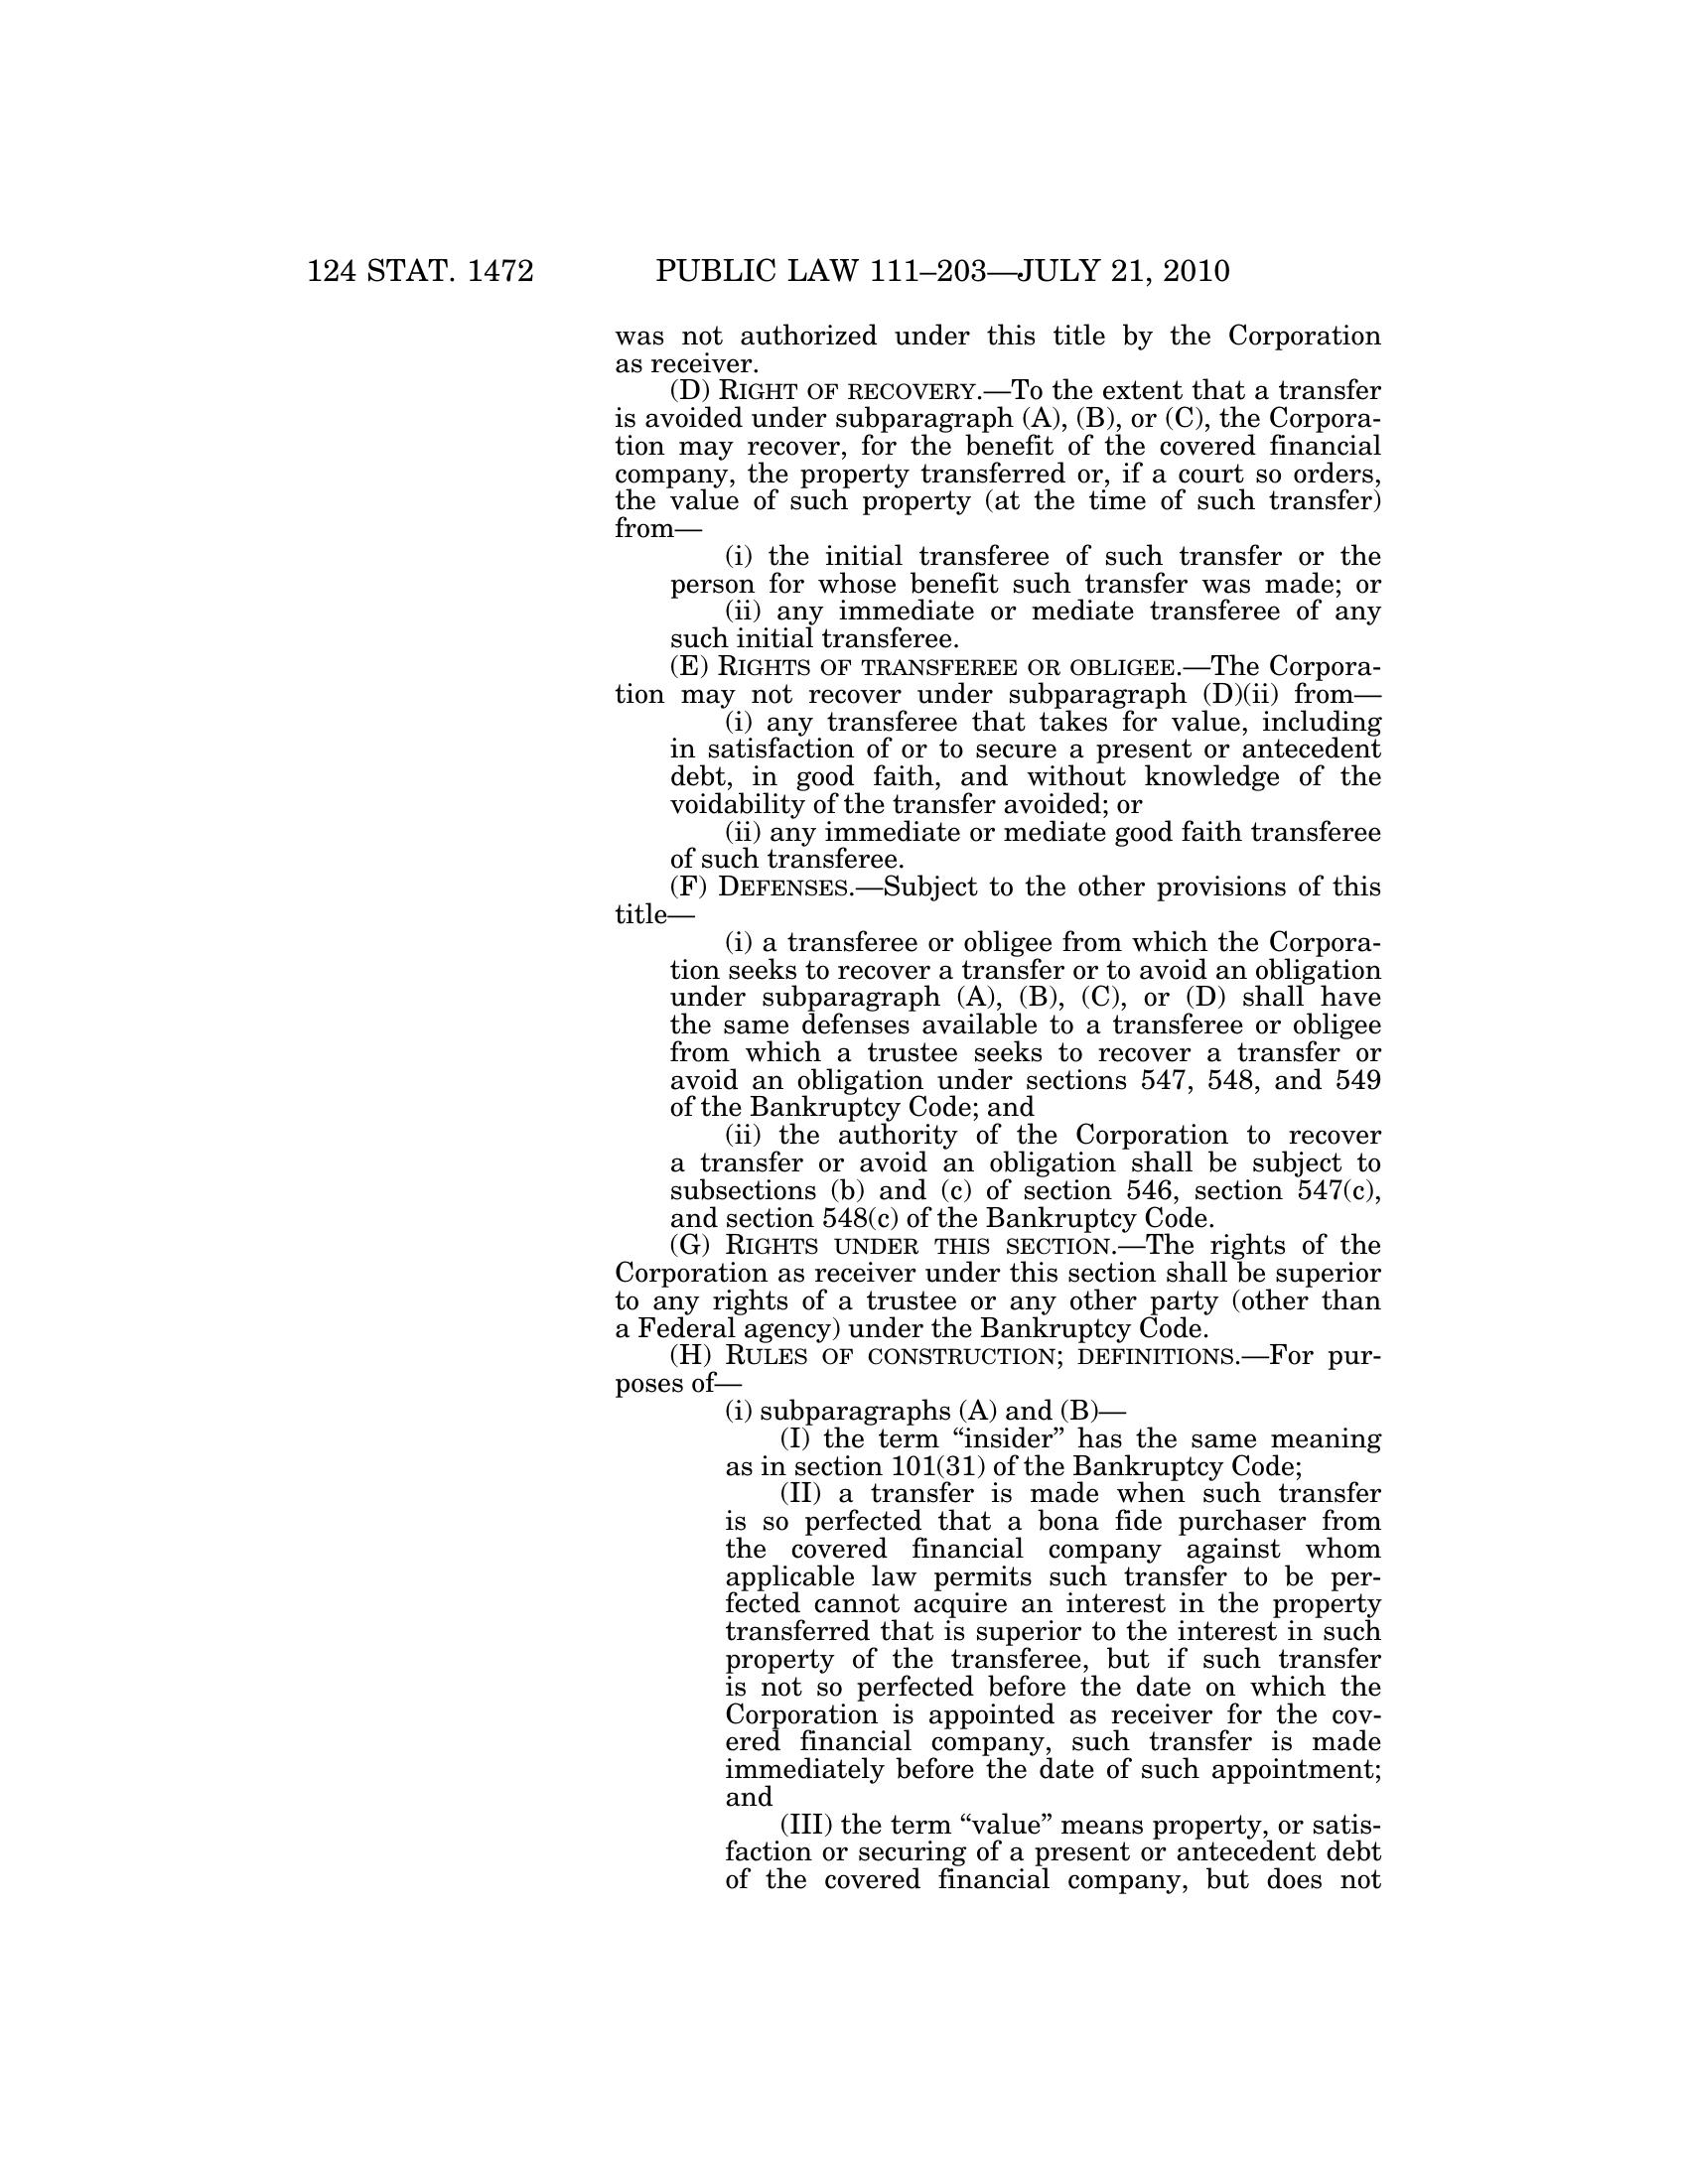 124 STAT. 1472 PUBLIC LAW 111–203—JULY 21, 2010
was not authorized under this title by the Corporation
as receiver.
(D) RIGHT OF RECOVERY.—To the extent that a transfer
is avoided under subparagraph (A), (B), or (C), the Corpora-
tion may recover, for the benefit of the covered financial
company, the property transferred or, if a court so orders,
the value of such property (at the time of such transfer)
from—
(i) the initial transferee of such transfer or the
person for whose benefit such transfer was made; or
(ii) any immediate or mediate transferee of any
such initial transferee.
(E) RIGHTS OF TRANSFEREE OR OBLIGEE.—The Corpora-
tion may not recover under subparagraph (D)(ii) from—
(i) any transferee that takes for value, including
in satisfaction of or to secure a present or antecedent
debt, in good faith, and without knowledge of the
voidability of the transfer avoided; or
(ii) any immediate or mediate good faith transferee
of such transferee.
(F) DEFENSES.—Subject to the other provisions of this
title—
(i) a transferee or obligee from which the Corpora-
tion seeks to recover a transfer or to avoid an obligation
under subparagraph (A), (B), (C), or (D) shall have
the same defenses available to a transferee or obligee
from which a trustee seeks to recover a transfer or
avoid an obligation under sections 547, 548, and 549
of the Bankruptcy Code; and
(ii) the authority of the Corporation to recover
a transfer or avoid an obligation shall be subject to
subsections (b) and (c) of section 546, section 547(c),
and section 548(c) of the Bankruptcy Code.
(G) RIGHTS UNDER THIS SECTION.—The rights of the
Corporation as receiver under this section shall be superior
to any rights of a trustee or any other party (other than
a Federal agency) under the Bankruptcy Code.
(H) RULES OF CONSTRUCTION; DEFINITIONS.—For pur-
poses of—
(i) subparagraphs (A) and (B)—
(I) the term “insider” has the same meaning
as in section 101(31) of the Bankruptcy Code;
(II) a transfer is made when such transfer
is so perfected that a bona fide purchaser from
the covered financial company against whom
applicable law permits such transfer to be per-
fected cannot acquire an interest in the property
transferred that is superior to the interest in such
property of the transferee, but if such transfer
is not so perfected before the date on which the
Corporation is appointed as receiver for the cov-
ered financial company, such transfer is made
immediately before the date of such appointment;
and
(III) the term “value” means property, or satis-
faction or securing of a present or antecedent debt
of the covered financial company, but does not